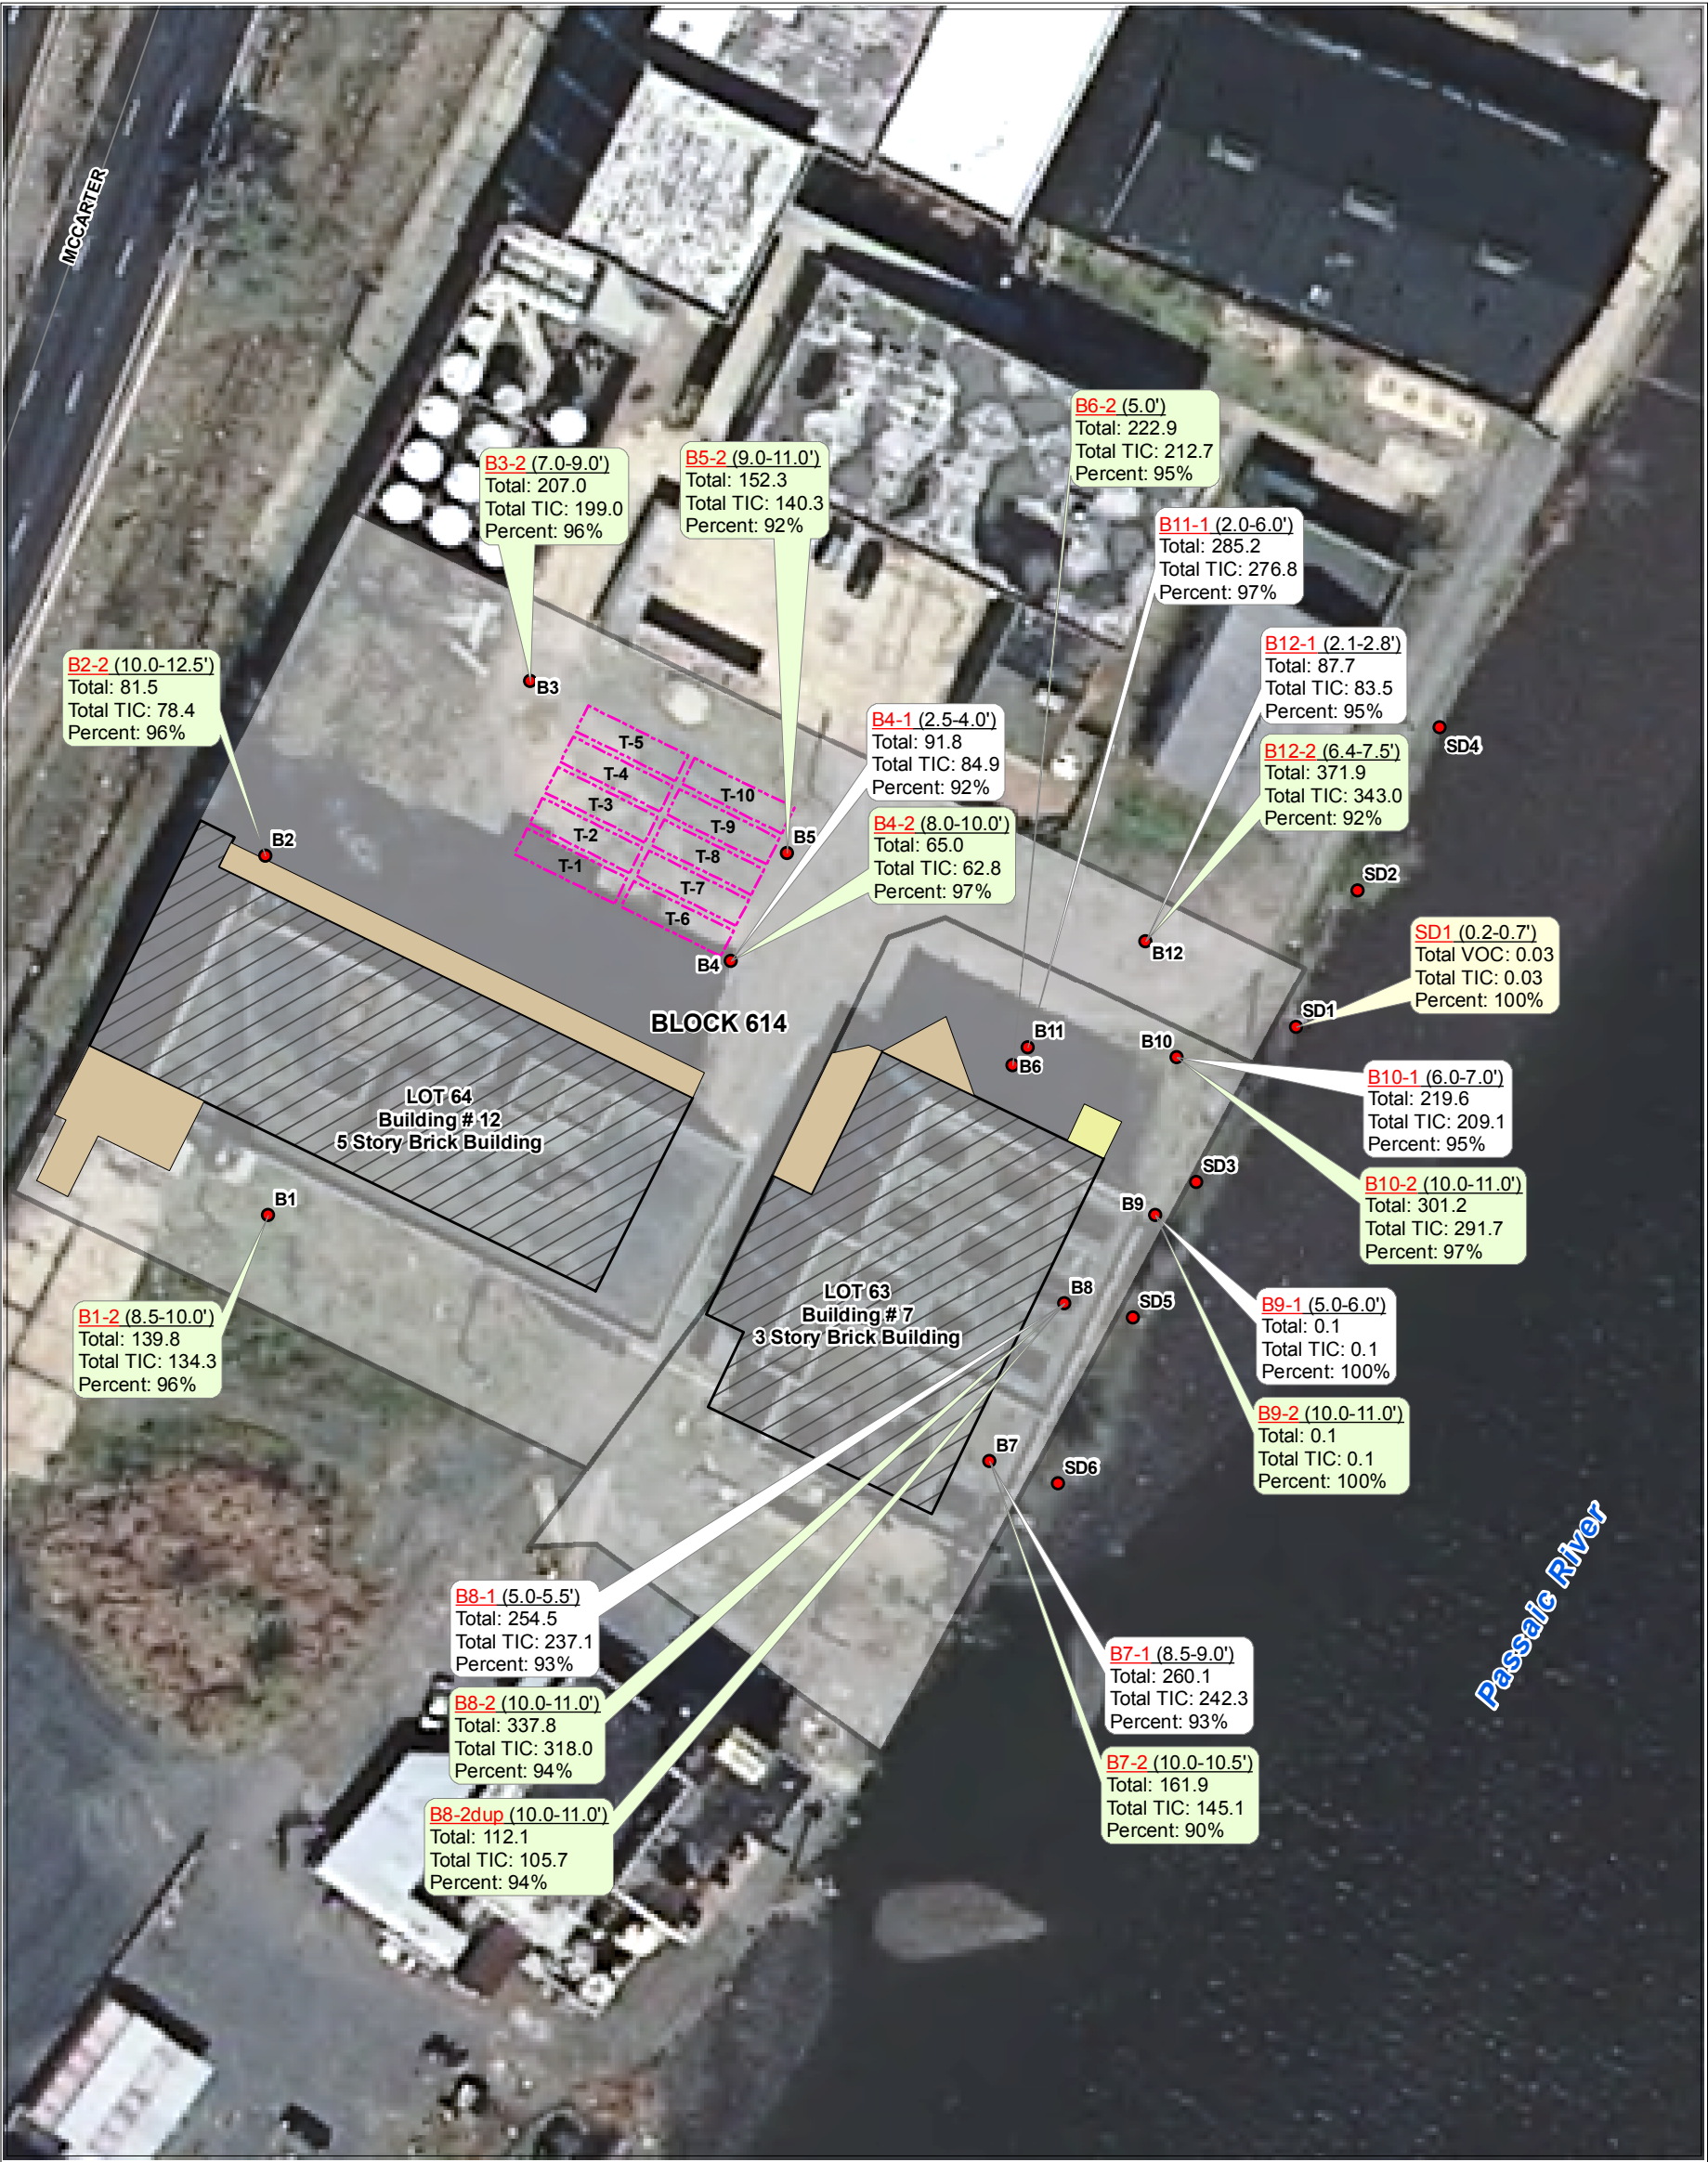 MCCARTER
B6-2 (5.0')
Total: 222.9
Total TIC: 212.7
Percent: 95%
B3-2 (7.0-9.0')
Total: 207.0
Total TIC: 199.0
Percent: 96%
B5-2 (9.0-11.0')
Total: 152.3
Total TIC: 140.3
Percent: 92%
B11-1 (2.0-6.0')
Total: 285.2
Total TIC: 276.8
Percent: 97%
B12-1 (2.1-2.8')
Total: 87.7
Total TIC: 83.5
Percent: 95%
B2-2 (10.0-12.5')
Total: 81.5
Total TIC: 78.4
Percent: 96%
B3
B4-1 (2.5-4.0')
Total: 91.8
Total TIC: 84.9
Percent: 92%
B12-2 (6.4-7.5')
Total: 371.9
Total TIC: 343.0
Percent: 92%
SD4
T-5
T-4
T-3
T-2
T-1
T-10
T-9
T-8
T-7
T-6
B4-2 (8.0-10.0')
Total: 65.0
Total TIC: 62.8
Percent: 97%
B2
B5
SD2
B4
B12
SD1 (0.2-0.7')
Total VOC: 0.03
Total TIC: 0.03
Percent: 100%
BLOCK 614
SD1
B11
B6
B10
B10-1 (6.0-7.0')
Total: 219.6
Total TIC: 209.1
Percent: 95%
LOT 64
Building # 12
5 Story Brick Building
SD3
B10-2 (10.0-11.0')
Total: 301.2
Total TIC: 291.7
Percent: 97%
B1
B9
B1-2 (8.5-10.0')
Total: 139.8
Total TIC: 134.3
Percent: 96%
LOT 63
Building # 7
3 Story Brick Building
B8
SD5
B9-1 (5.0-6.0')
Total: 0.1
Total TIC: 0.1
Percent: 100%
B9-2 (10.0-11.0')
Total: 0.1
Total TIC: 0.1
Percent: 100%
B7
SD6
Passaic River
B8-1 (5.0-5.5')
Total: 254.5
Total TIC: 237.1
Percent: 93%
B7-1 (8.5-9.0')
Total: 260.1
Total TIC: 242.3
Percent: 93%
B8-2 (10.0-11.0')
Total: 337.8
Total TIC: 318.0
Percent: 94%
B7-2 (10.0-10.5')
Total: 161.9
Total TIC: 145.1
Percent: 90%
B8-2dup (10.0-11.0')
Total: 112.1
Total TIC: 105.7
Percent: 94%